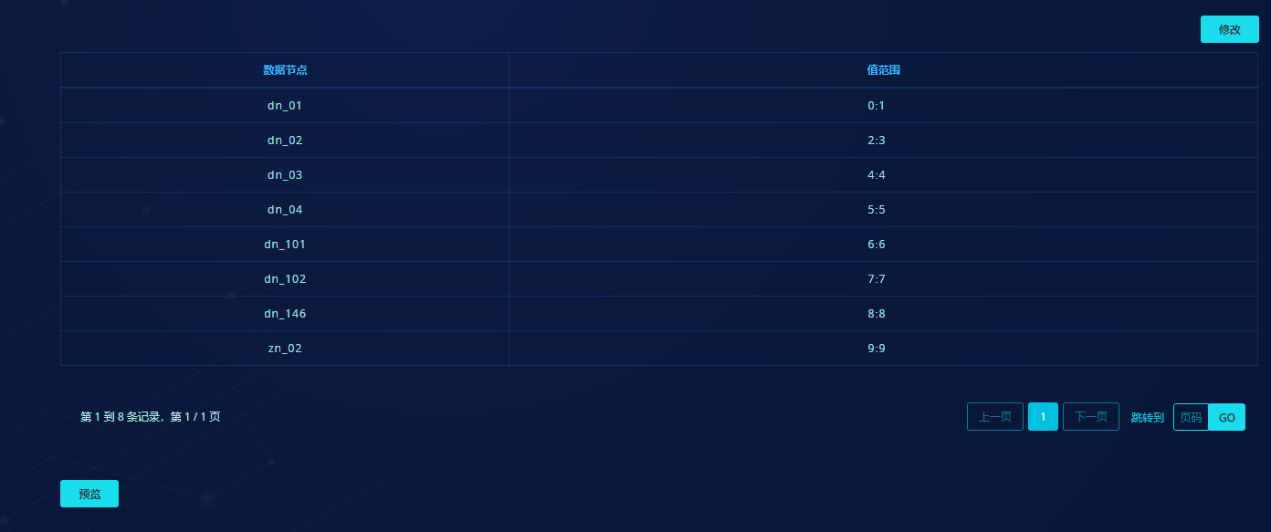 修改
数据节点 值范围
dn_01 0:1
dn_02 2:3
dn_03 4:4
dn_04 5:5
dn_101 6:6
dn_102 7:7
dn_146 8:8
zn_02 9:9
第 1 到 8 条记录，第 1 / 1 页 上一页 1 下一页 跳转到 页码 GO
预览